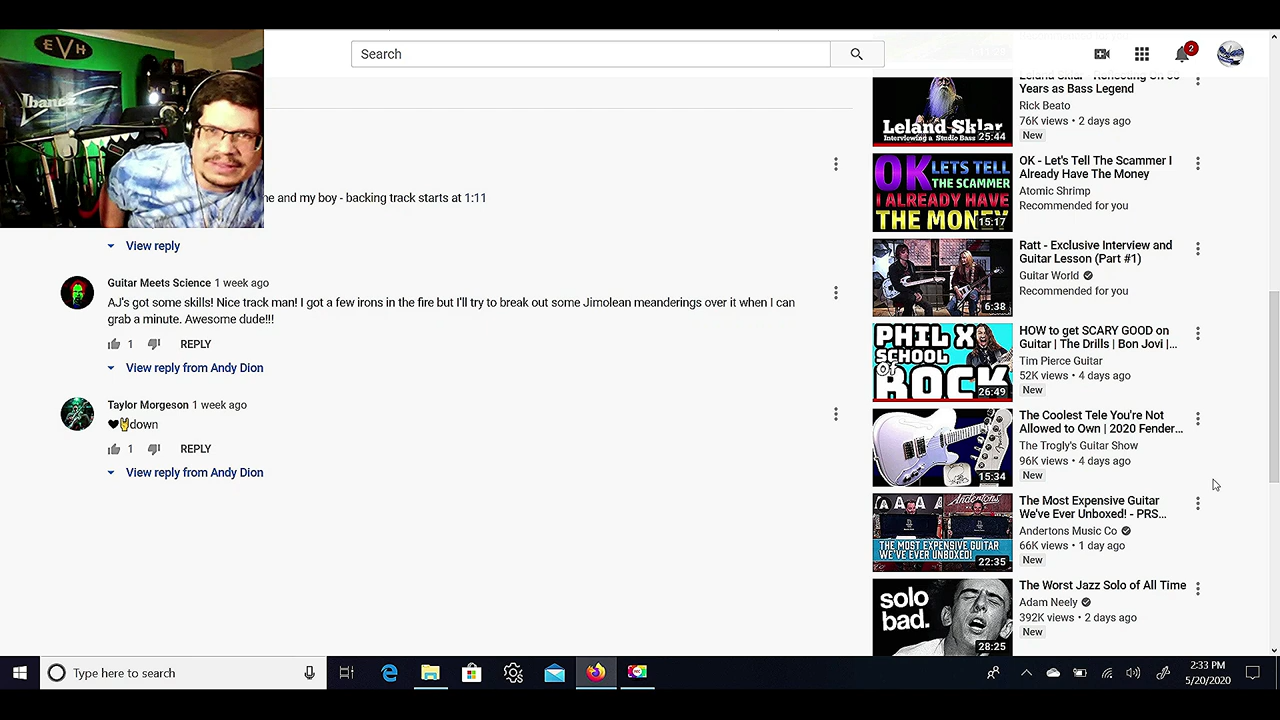 EVH
Ibanez
Search
2
ne and my boy - backing track starts at 1:11
View reply
Guitar Meets Science 1 week ago
AJ's got some skills! Nice track man! I got a few irons in the fire but I'll try to break out some Jimolean meanderings over it when I can
grab a minute. Awesome dude!!!
1 REPLY
View reply from Andy Dion
Taylor Morgeson 1 week ago
🖤🤘down
1 REPLY
View reply from Andy Dion
Leland Sklar
Interviewing a Studio Bass
25:44
Years as Bass Legend
Rick Beato
76K views • 2 days ago
New
OK LETS TELL
THE SCAMMER
I ALREADY HAVE
THE MONEY
15:17
OK - Let's Tell The Scammer I
Already Have The Money
Atomic Shrimp
Recommended for you
6:38
Ratt - Exclusive Interview and
Guitar Lesson (Part #1)
Guitar World
Recommended for you
PHIL X
SCHOOL
OF
ROCK
26:49
HOW to get SCARY GOOD on
Guitar | The Drills | Bon Jovi |...
Tim Pierce Guitar
52K views • 4 days ago
New
15:34
The Coolest Tele You're Not
Allowed to Own | 2020 Fender...
The Trogly's Guitar Show
96K views • 4 days ago
New
Andertons
THE MOST EXPENSIVE GUITAR
WE'VE EVER UNBOXED!
22:35
The Most Expensive Guitar
We've Ever Unboxed! - PRS...
Andertons Music Co
66K views • 1 day ago
New
solo
bad.
28:25
The Worst Jazz Solo of All Time
Adam Neely
392K views • 2 days ago
New
Type here to search
2:33 PM
5/20/2020